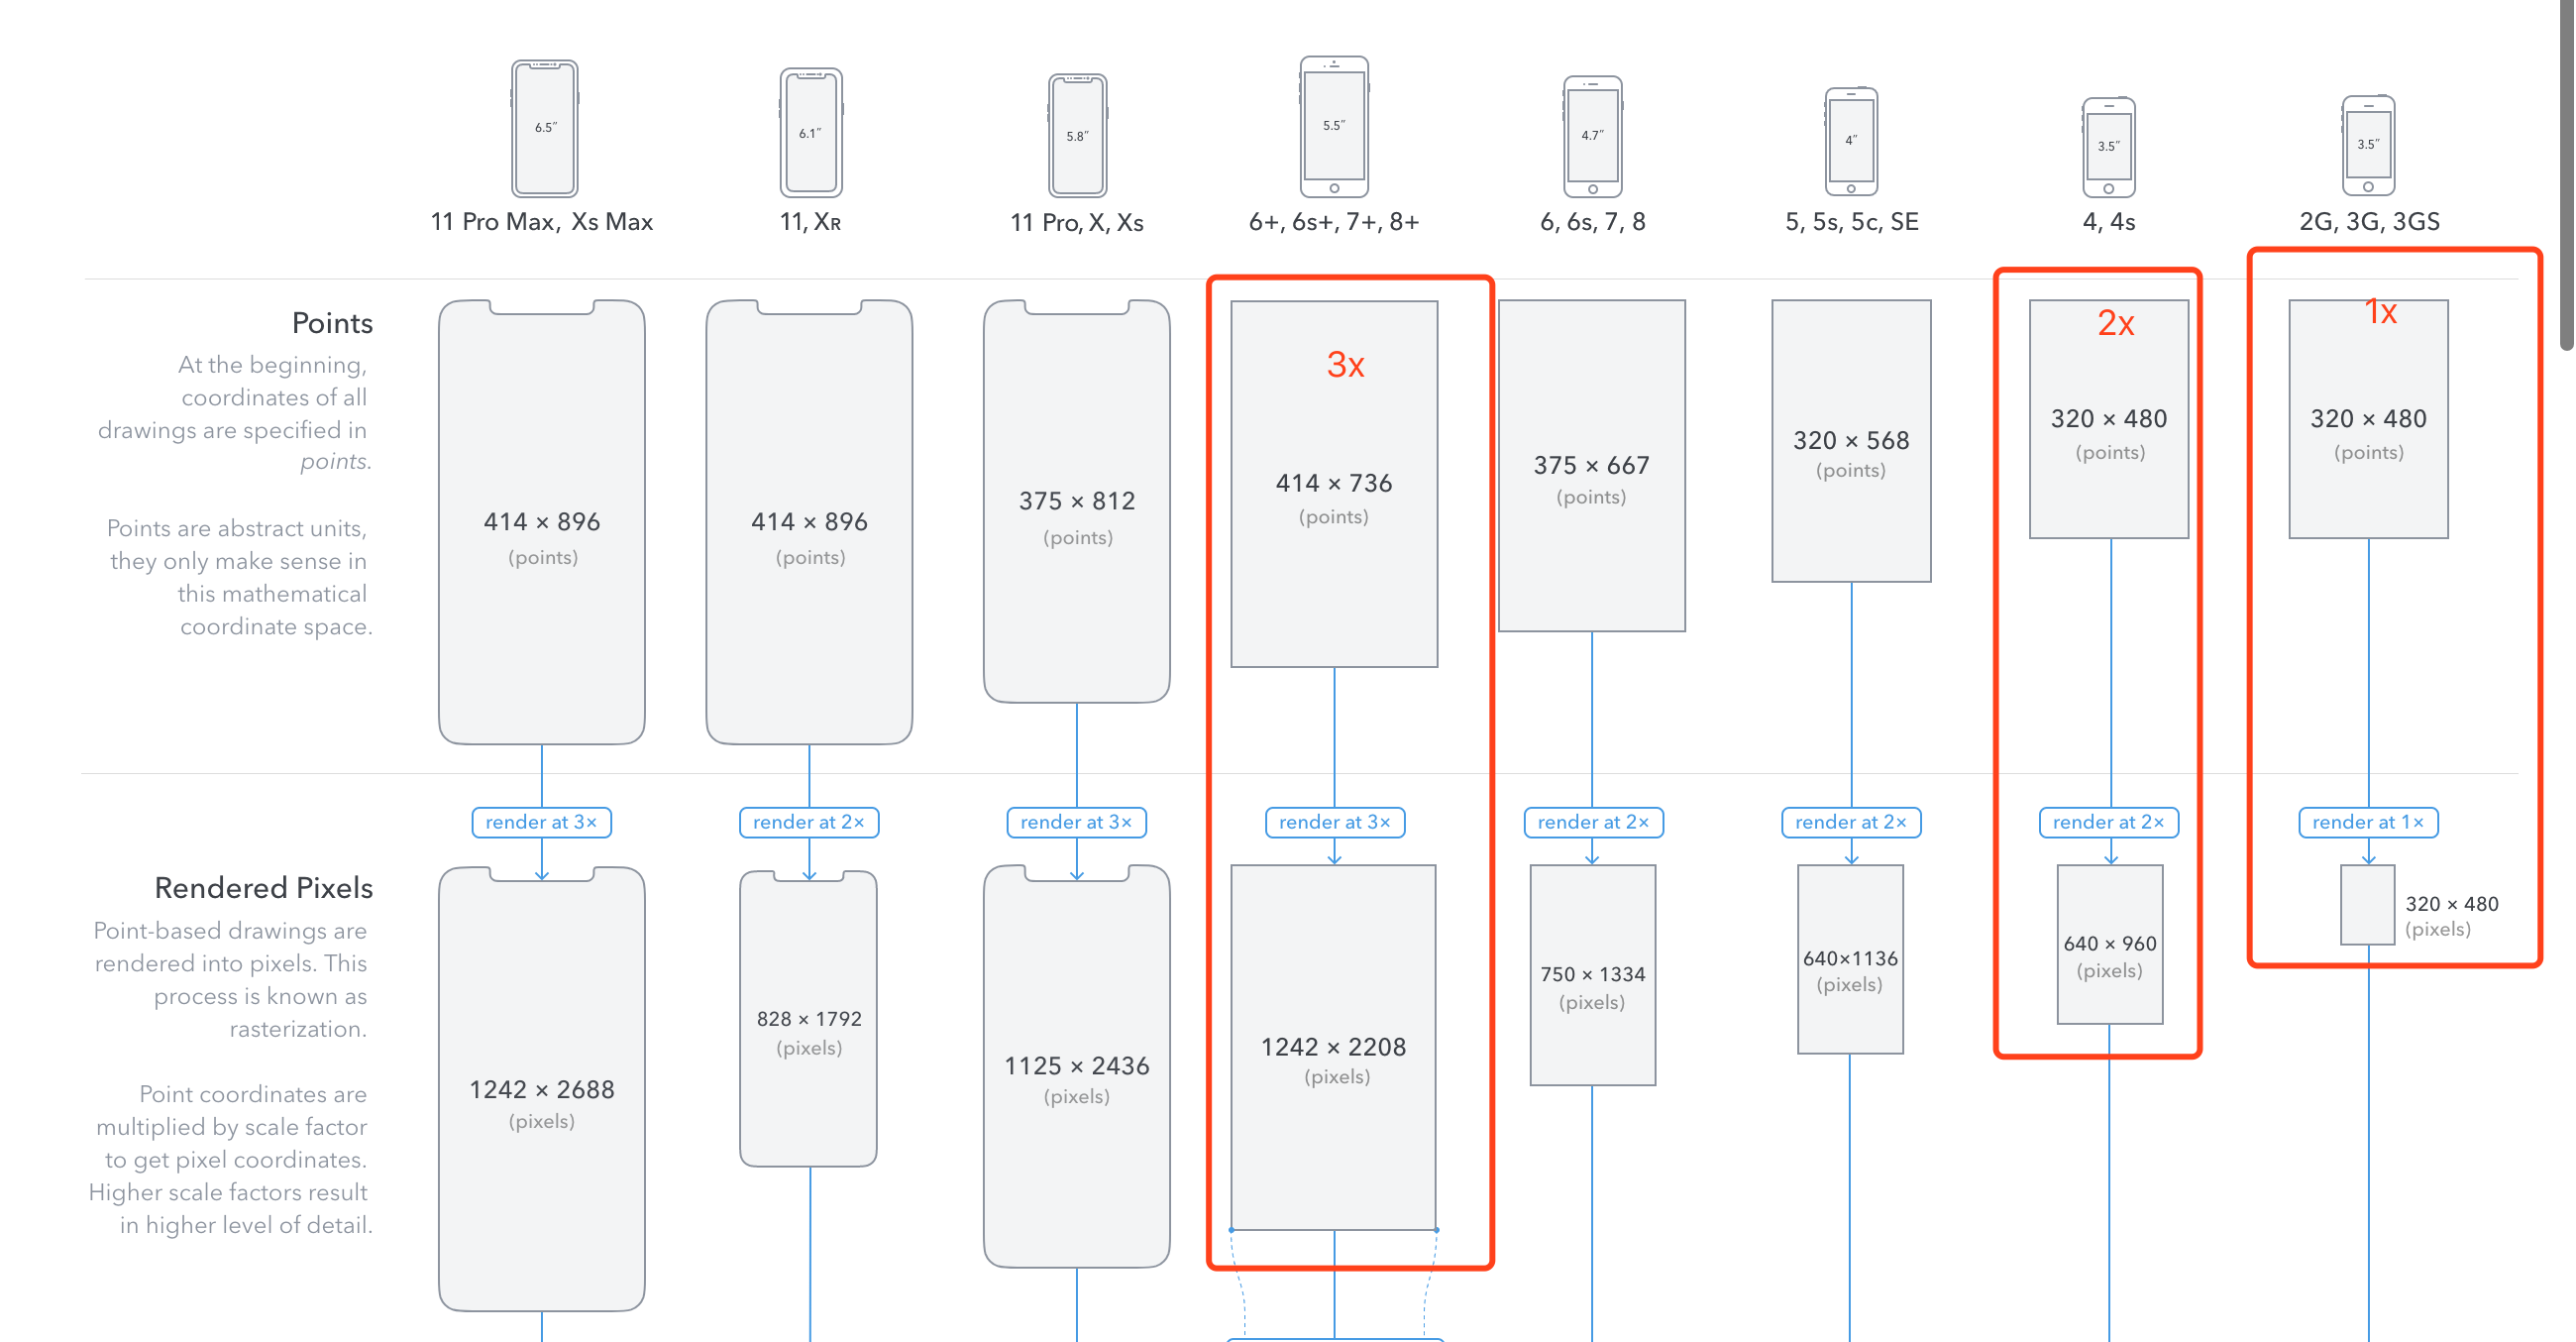 6.5″
6.1″
5.8″
5.5″
4.7″
4″
3.5″
3.5″
11 Pro Max, Xs Max
11, XR
11 Pro, X, Xs
6+, 6s+, 7+, 8+
6, 6s, 7, 8
5, 5s, 5c, SE
4, 4s
2G, 3G, 3GS
Points
At the beginning,
coordinates of all
drawings are specified in
points.
Points are abstract units,
they only make sense in
this mathematical
coordinate space.
414 × 896
(points)
414 × 896
(points)
375 × 812
(points)
3x
414 × 736
(points)
375 × 667
(points)
320 × 568
(points)
2x
320 × 480
(points)
1x
320 × 480
(points)
render at 3×
render at 2×
render at 3×
render at 3×
render at 2×
render at 2×
render at 2×
render at 1×
Rendered Pixels
Point-based drawings are
rendered into pixels. This
process is known as
rasterization.
Point coordinates are
multiplied by scale factor
to get pixel coordinates.
Higher scale factors result
in higher level of detail.
1242 × 2688
(pixels)
828 × 1792
(pixels)
1125 × 2436
(pixels)
1242 × 2208
(pixels)
750 × 1334
(pixels)
640×1136
(pixels)
640 × 960
(pixels)
320 × 480
(pixels)